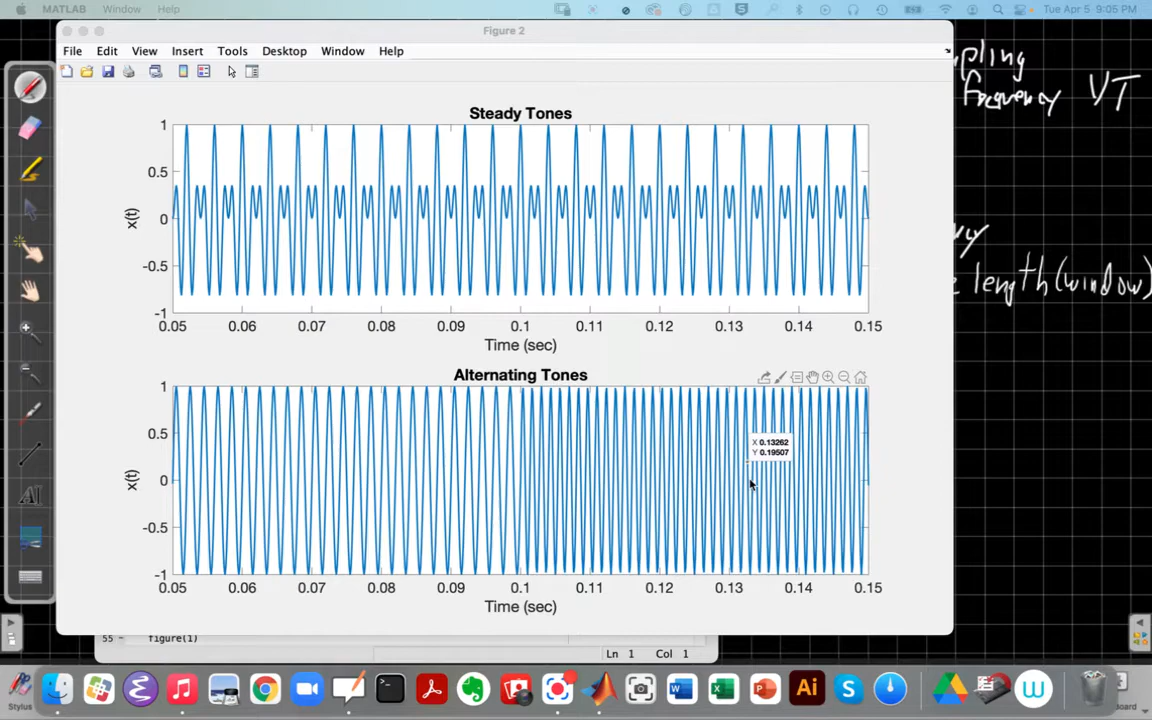 MATLAB Window Help
Tue Apr 5 9:05 PM
Figure 2
File Edit View Insert Tools Desktop Window Help
pling
frequency 1/T
Steady Tones
1
0.5
0
-0.5
-1
x(t)
0.05 0.06 0.07 0.08 0.09 0.1 0.11 0.12 0.13 0.14 0.15
Time (sec)
length (window)
Alternating Tones
1
0.5
0
-0.5
-1
x(t)
X 0.13262
Y 0.19507
0.05 0.06 0.07 0.08 0.09 0.1 0.11 0.12 0.13 0.14 0.15
Time (sec)
AI
55 - figure(1)
Ln 1 Col 1
Stylus
Ai
board